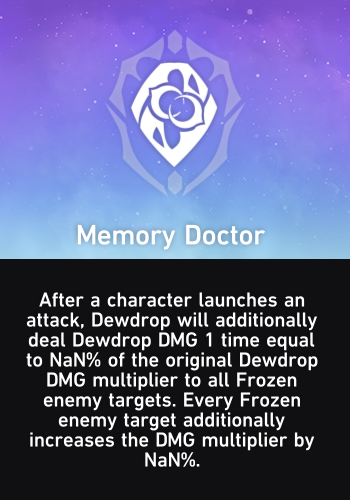 Memory Doctor
After a character launches an
attack, Dewdrop will additionally
deal Dewdrop DMG 1 time equal
to NaN% of the original Dewdrop
DMG multiplier to all Frozen
enemy targets. Every Frozen
enemy target additionally
increases the DMG multiplier by
NaN%.